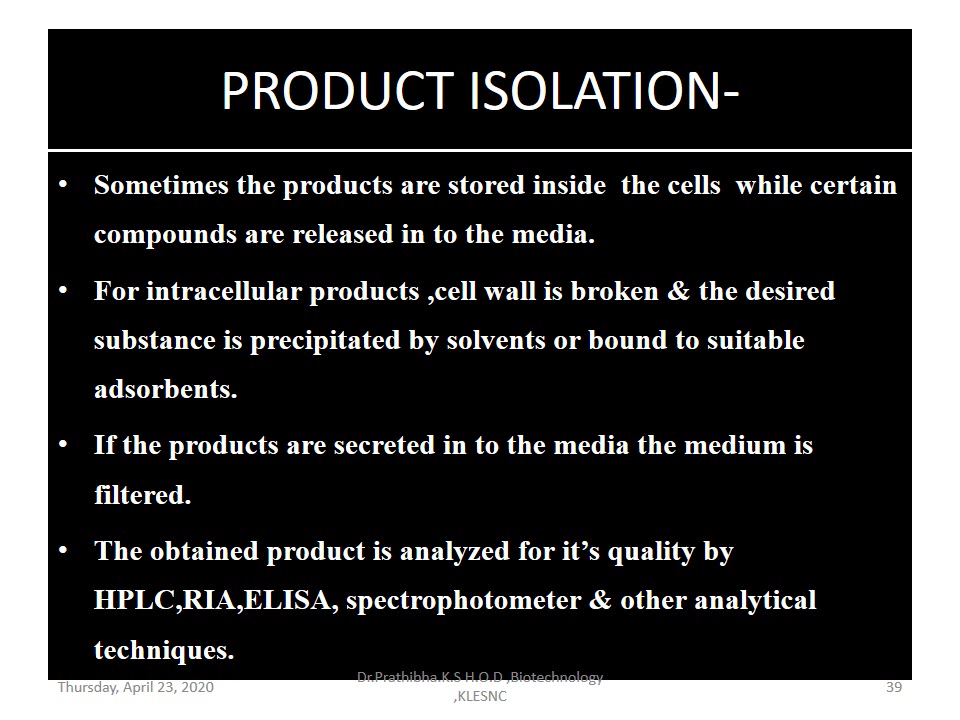 PRODUCT ISOLATION-
• Sometimes the products are stored inside  the cells  while certain
compounds are released in to the media.
• For intracellular products ,cell wall is broken & the desired
substance is precipitated by solvents or bound to suitable
adsorbents.
• If the products are secreted in to the media the medium is
filtered.
• The obtained product is analyzed for it’s quality by
HPLC,RIA,ELISA, spectrophotometer & other analytical
techniques.
Thursday, April 23, 2020
Dr.Prathibha.K.S H.O.D ,Biotechnology
,KLESNC
39